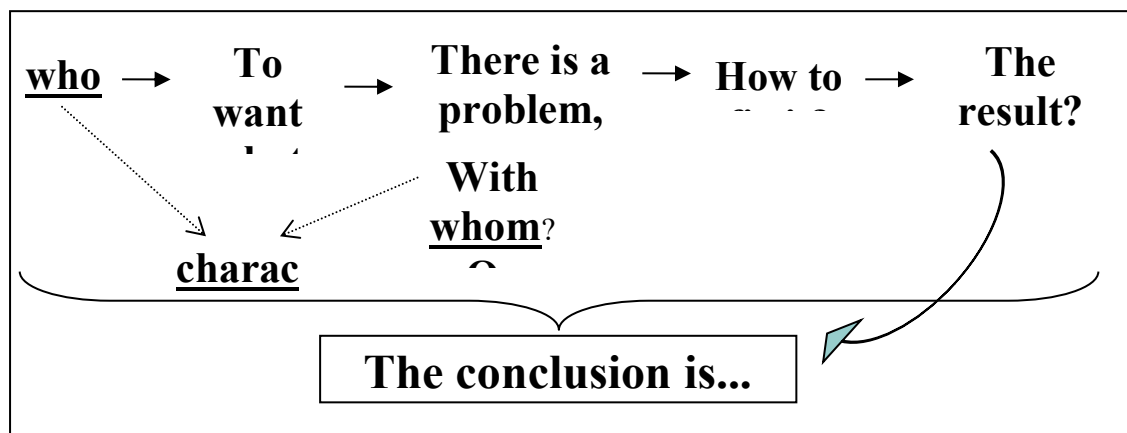 who
To
want
There is a
problem,
How to
The
result?
With
whom?
charac
The conclusion is...